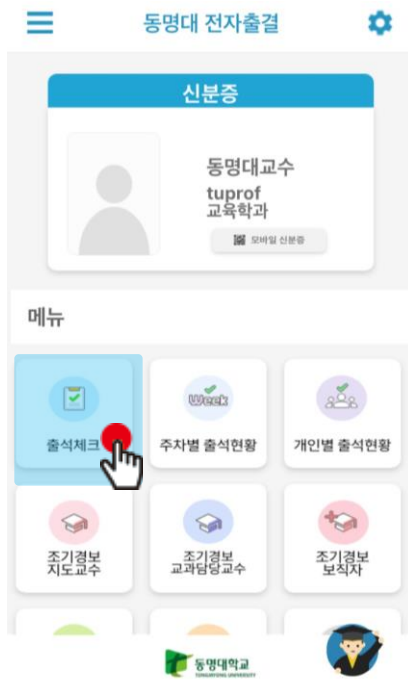 동명대 전자출결
신분증
동명대교수
tuprof
교육학과
모바일 신분증
메뉴
출석체크
Week
주차별 출석현황
개인별 출석현황
조기경보
지도교수
조기경보
교과담당교수
조기경보
보직자
동명대학교
TONGMYONG UNIVERSITY